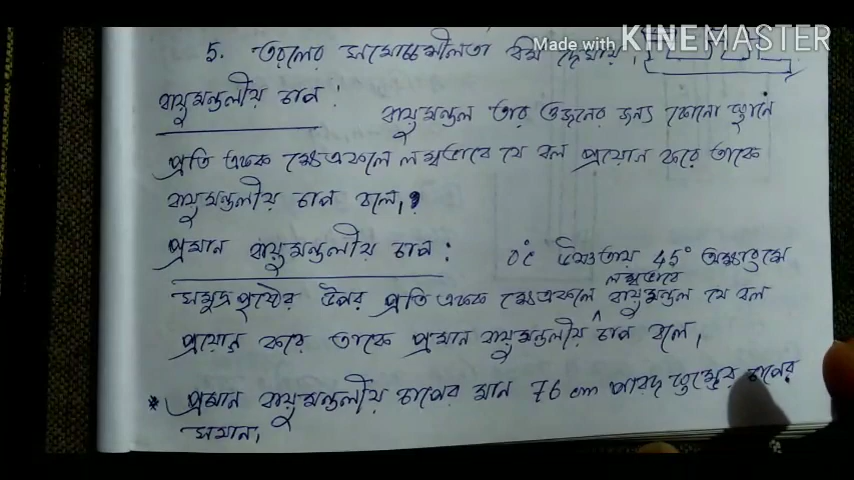 Made with KINEMASTER
5. তরলের সমোচ্চশীলতা ধর্ম দেখায়।
বায়ুমন্ডলীয় চাপ :
বায়ুমন্ডল তার ওজনের জন্য কোনো স্থানে
প্রতি একক ক্ষেত্রফলে লম্বভাবে যে বল প্রয়োগ করে তাকে
বায়ুমন্ডলীয় চাপ বলে।
প্রমান বায়ুমন্ডলীয় চাপ : 0°c উষ্ণতায় 45° অক্ষাংশে
লম্বভাবে
সমুদ্র পৃষ্ঠের উপর প্রতি একক ক্ষেত্রফলে বায়ুমন্ডল যে বল
প্রয়োগ করে তাকে প্রমান বায়ুমন্ডলীয় চাপ বলে।
* প্রমান বায়ুমন্ডলীয় চাপের মান 76 cm পারদ স্তম্ভের চাপের
সমান।